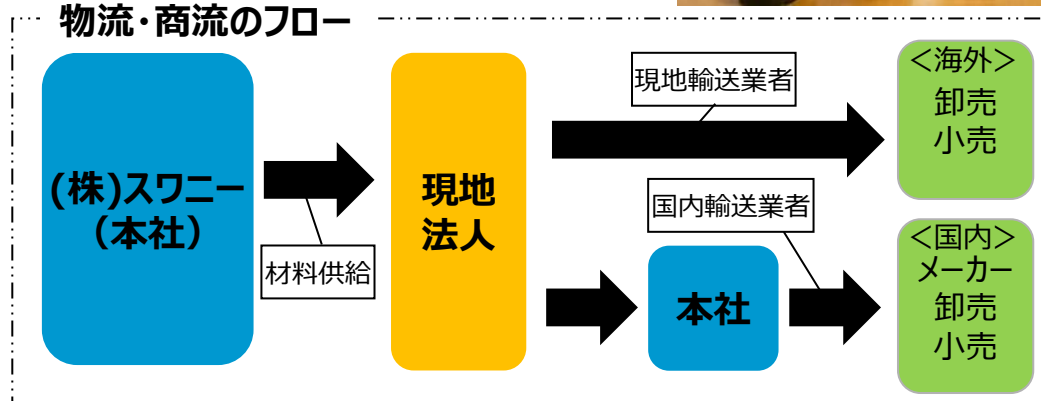 物流・商流のフロー
(株)スワニー
（本社）
材料供給
現地
法人
現地輸送業者
＜海外＞
卸売
小売
本社
国内輸送業者
＜国内＞
メーカー
卸売
小売